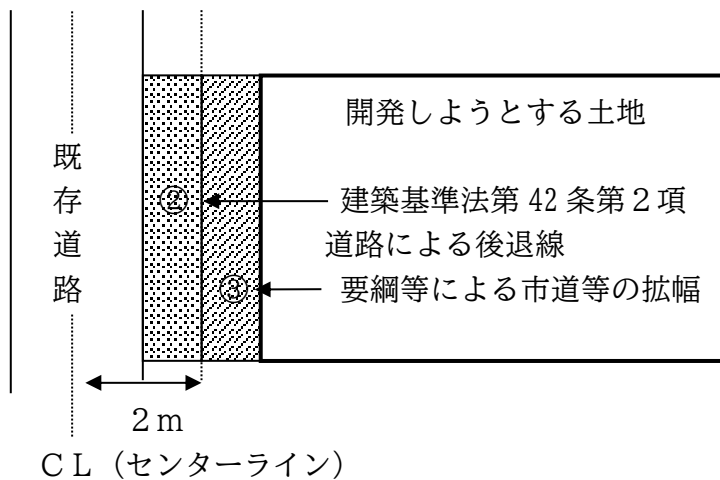 開発しようとする土地
既存道路
②
建築基準法第 42 条第２項
道路による後退線
③
要綱等による市道等の拡幅
２ｍ
ＣＬ（センターライン）